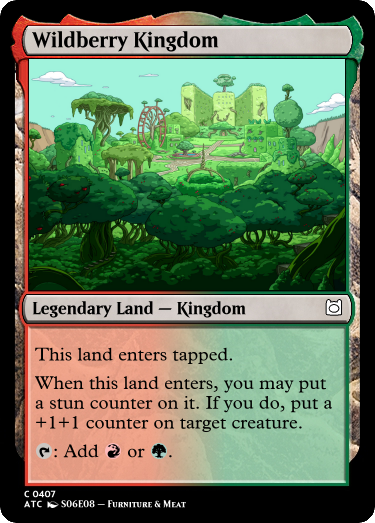 Wildberry Kingdom
Legendary Land — Kingdom
This land enters tapped.
When this land enters, you may put
a stun counter on it. If you do, put a
+1+1 counter on target creature.
: Add or .
C 0407
ATC S06E08 — Furniture & Meat